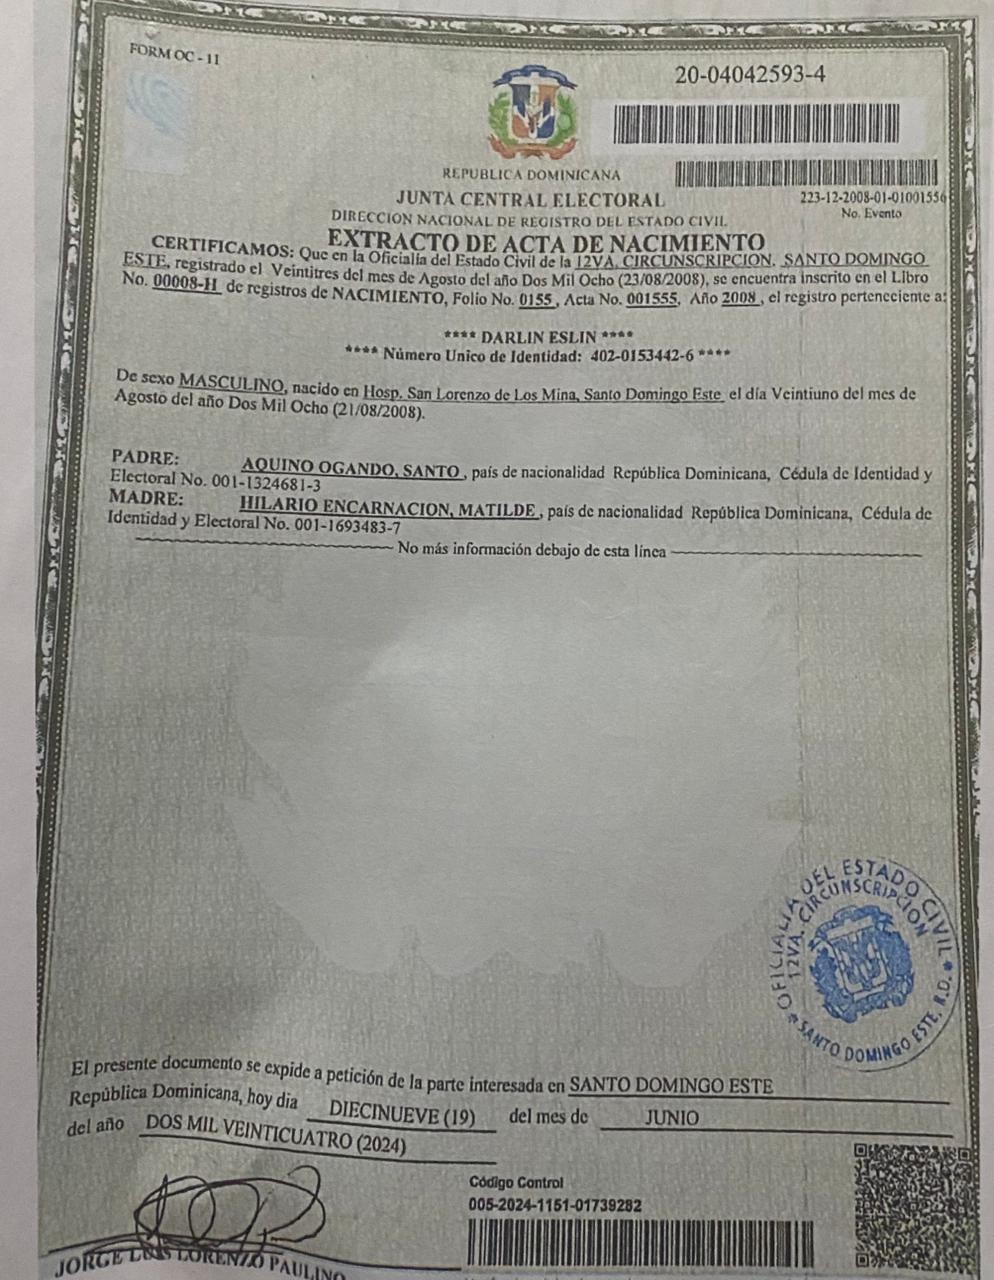 FORM OC - 11
20-04042593-4
REPUBLICA DOMINICANA
JUNTA CENTRAL ELECTORAL
223-12-2008-01-01001556
No. Evento
DIRECCION NACIONAL DE REGISTRO DEL ESTADO CIVIL
EXTRACTO DE ACTA DE NACIMIENTO
CERTIFICAMOS: Que en la Oficialía del Estado Civil de la 12VA. CIRCUNSCRIPCION, SANTO DOMINGO
ESTE, registrado el Veintitres del mes de Agosto del año Dos Mil Ocho (23/08/2008), se encuentra inscrito en el Libro
No. 00008-H de registros de NACIMIENTO, Folio No. 0155, Acta No. 001555, Año 2008, el registro perteneciente a:
**** DARLIN ESLIN ****
**** Número Unico de Identidad: 402-0153442-6 ****
De sexo MASCULINO, nacido en Hosp. San Lorenzo de Los Mina, Santo Domingo Este el día Veintiuno del mes de
Agosto del año Dos Mil Ocho (21/08/2008).
PADRE: AQUINO OGANDO, SANTO, país de nacionalidad República Dominicana, Cédula de Identidad y
Electoral No. 001-1324681-3
MADRE: HILARIO ENCARNACION, MATILDE, país de nacionalidad República Dominicana, Cédula de
Identidad y Electoral No. 001-1693483-7
No más información debajo de esta línea
OFICIALIA DEL ESTADO CIVIL
12VA. CIRCUNSCRIPCION
SANTO DOMINGO ESTE, R.D.
El presente documento se expide a petición de la parte interesada en SANTO DOMINGO ESTE
República Dominicana, hoy dia DIECINUEVE (19) del mes de JUNIO
del año DOS MIL VEINTICUATRO (2024)
Código Control
005-2024-1151-01739282
JORGE LUIS LORENZO PAULINO